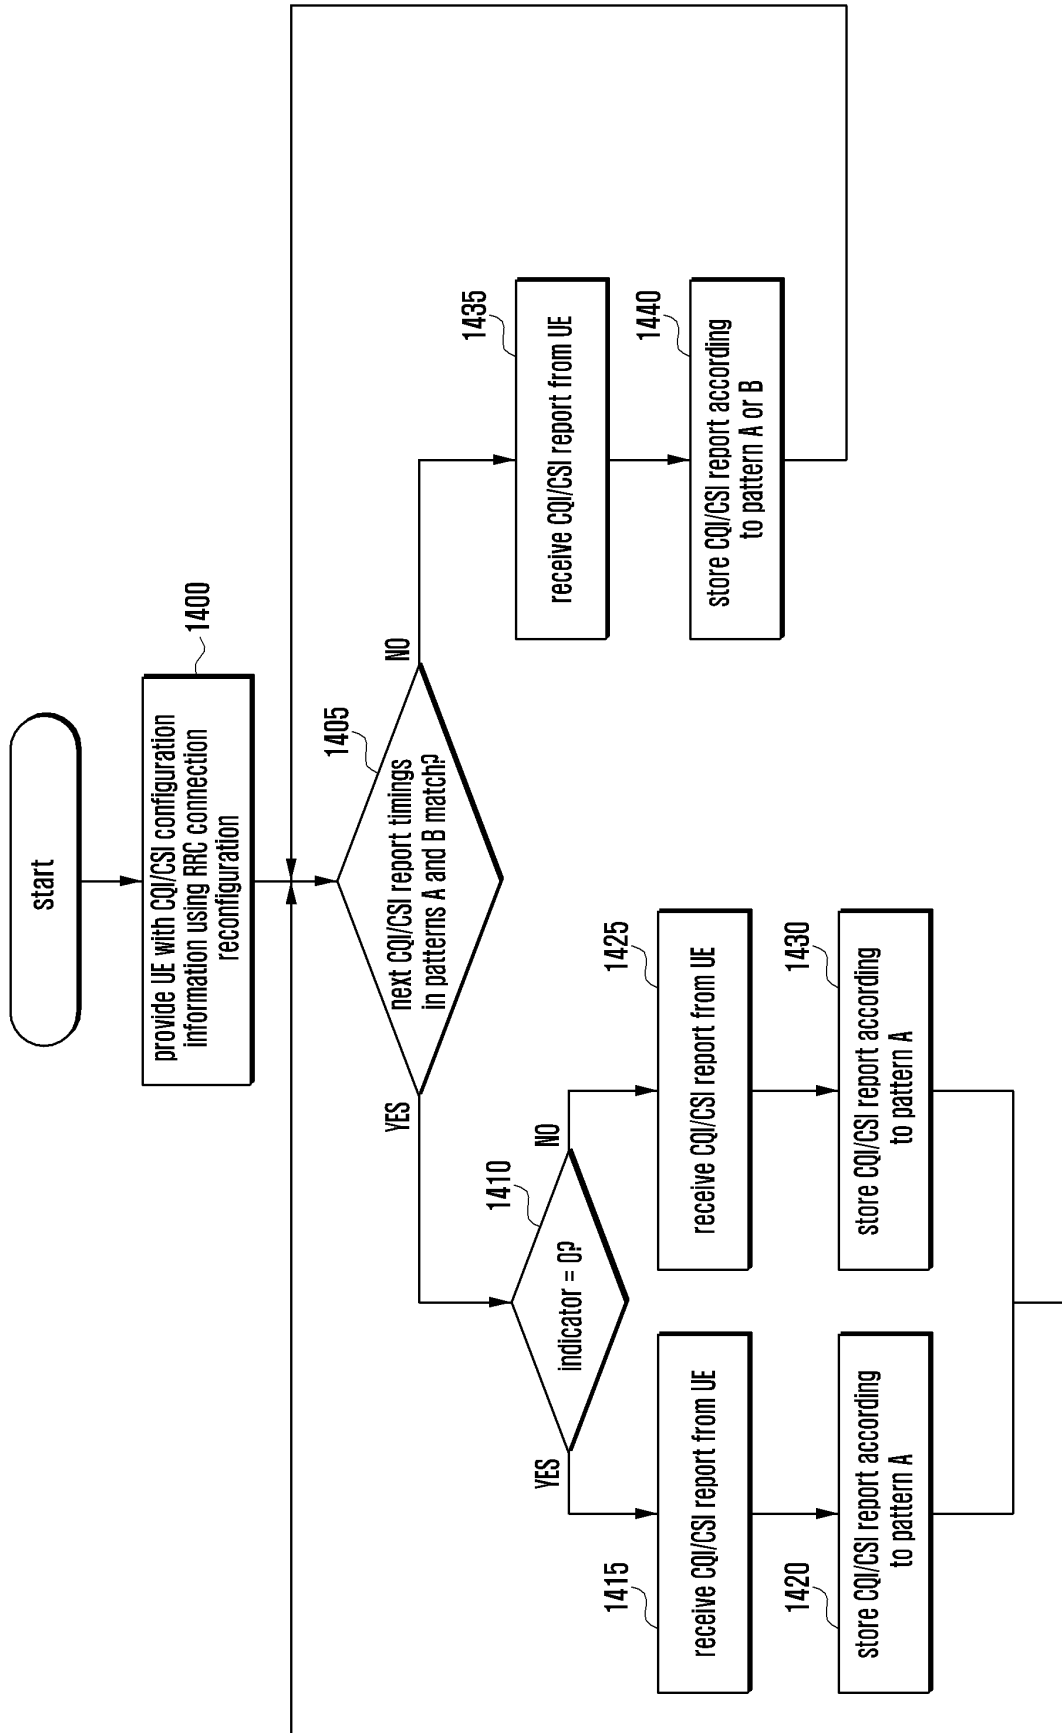 start
1400
provide UE with CQI/CSI configuration
information using RRC connection
reconfiguration
1405
next CQI/CSI report timings
in patterns A and B match?
YES
NO
1410
indicator = 0?
YES
NO
1415
receive CQI/CSI report from UE
1420
store CQI/CSI report according
to pattern A
1425
receive CQI/CSI report from UE
1430
store CQI/CSI report according
to pattern A
1435
receive CQI/CSI report from UE
1440
store CQI/CSI report according
to pattern A or B